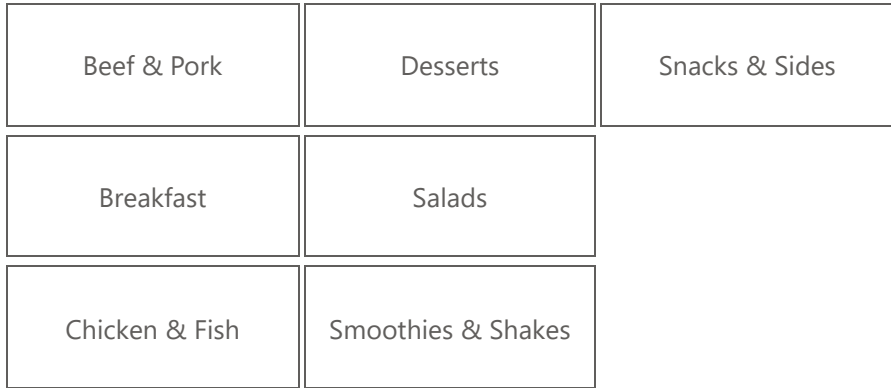 Beef & Pork
Desserts
Snacks & Sides
Breakfast
Salads
Chicken & Fish
Smoothies & Shakes